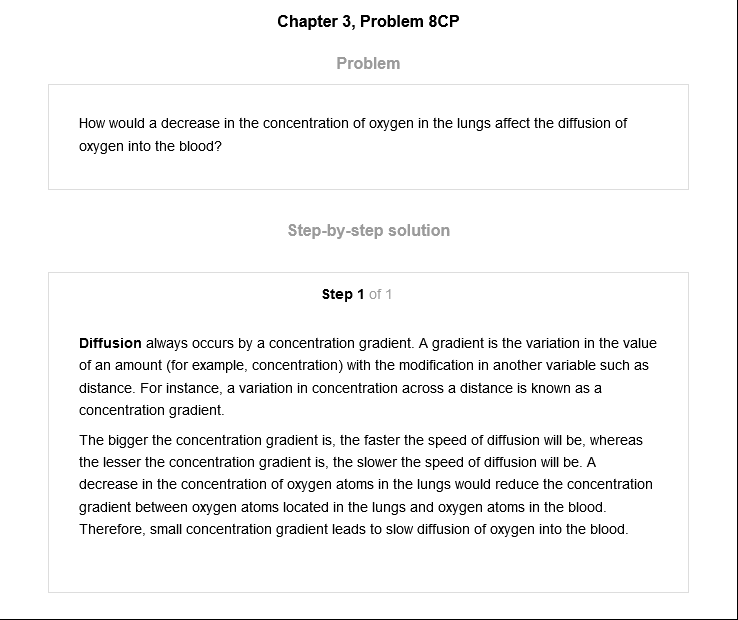 Chapter 3, Problem 8CP
Problem
How would a decrease in the concentration of oxygen in the lungs affect the diffusion of
oxygen into the blood?
Step-by-step solution
Step 1 of 1
Diffusion always occurs by a concentration gradient. A gradient is the variation in the value
of an amount (for example, concentration) with the modification in another variable such as
distance. For instance, a variation in concentration across a distance is known as a
concentration gradient.
The bigger the concentration gradient is, the faster the speed of diffusion will be, whereas
the lesser the concentration gradient is, the slower the speed of diffusion will be. A
decrease in the concentration of oxygen atoms in the lungs would reduce the concentration
gradient between oxygen atoms located in the lungs and oxygen atoms in the blood.
Therefore, small concentration gradient leads to slow diffusion of oxygen into the blood.